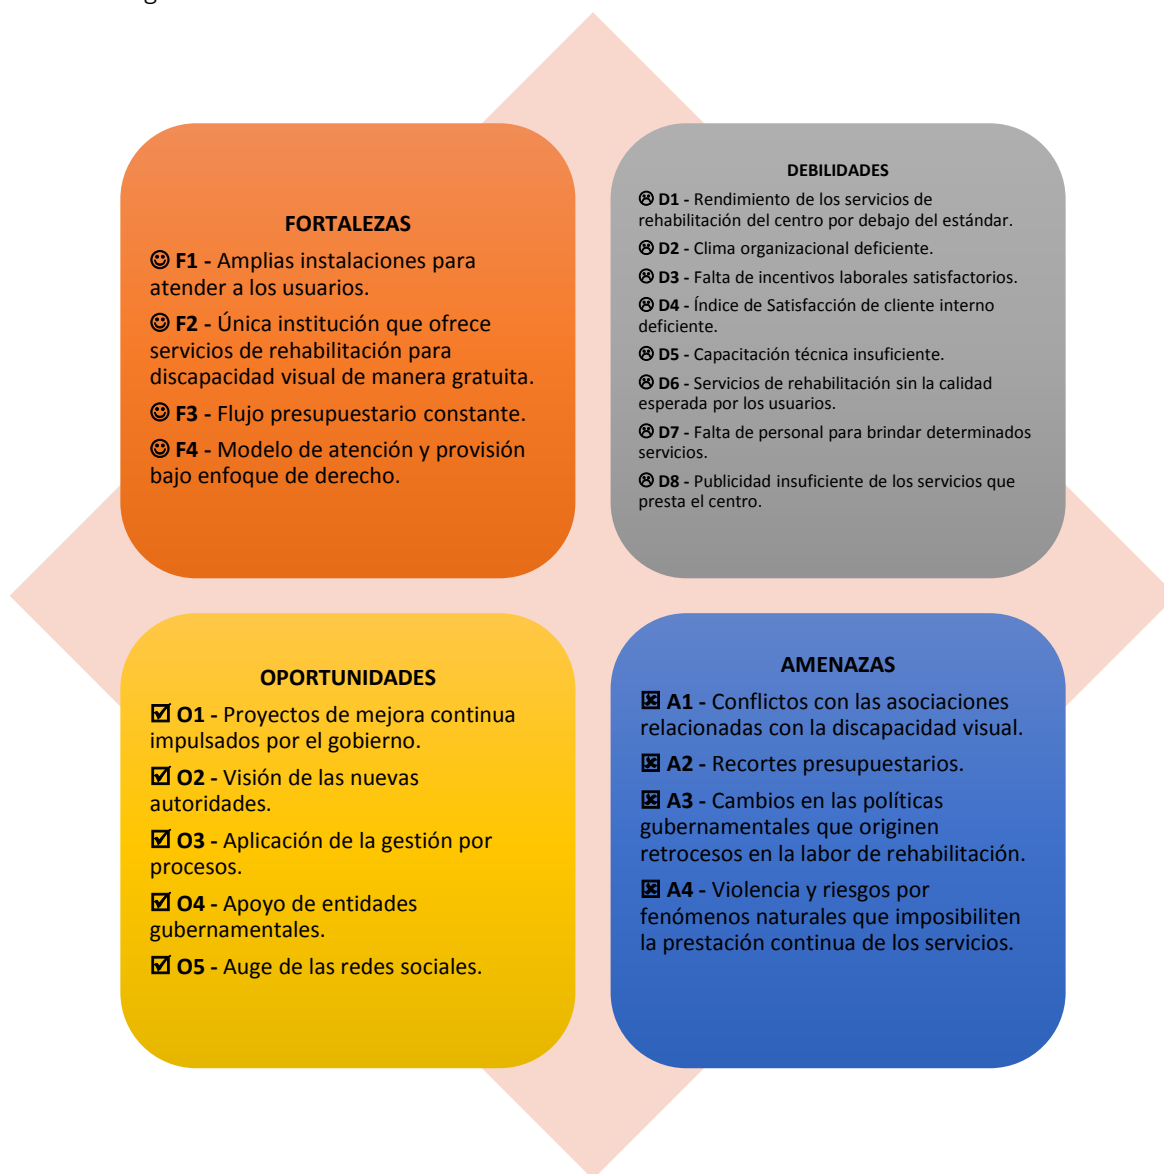 FORTALEZAS
☺ F1 - Amplias instalaciones para
atender a los usuarios.
☺ F2 - Única institución que ofrece
servicios de rehabilitación para
discapacidad visual de manera gratuita.
☺ F3 - Flujo presupuestario constante.
☺ F4 - Modelo de atención y provisión
bajo enfoque de derecho.
DEBILIDADES
☹ D1 - Rendimiento de los servicios de
rehabilitación del centro por debajo del estándar.
☹ D2 - Clima organizacional deficiente.
☹ D3 - Falta de incentivos laborales satisfactorios.
☹ D4 - Índice de Satisfacción de cliente interno
deficiente.
☹ D5 - Capacitación técnica insuficiente.
☹ D6 - Servicios de rehabilitación sin la calidad
esperada por los usuarios.
☹ D7 - Falta de personal para brindar determinados
servicios.
☹ D8 - Publicidad insuficiente de los servicios que
presta el centro.
OPORTUNIDADES
☑ O1 - Proyectos de mejora continua
impulsados por el gobierno.
☑ O2 - Visión de las nuevas
autoridades.
☑ O3 - Aplicación de la gestión por
procesos.
☑ O4 - Apoyo de entidades
gubernamentales.
☑ O5 - Auge de las redes sociales.
AMENAZAS
☒ A1 - Conflictos con las asociaciones
relacionadas con la discapacidad visual.
☒ A2 - Recortes presupuestarios.
☒ A3 - Cambios en las políticas
gubernamentales que originen
retrocesos en la labor de rehabilitación.
☒ A4 - Violencia y riesgos por
fenómenos naturales que imposibiliten
la prestación continua de los servicios.